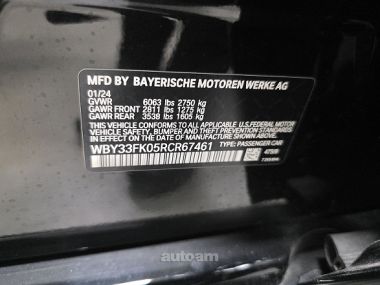 MFD BY BAYERISCHE MOTOREN WERKE AG
01/24
GVWR 6063 lbs 2750 kg
GAWR FRONT 2811 lbs 1275 kg
GAWR REAR 3538 lbs 1605 kg
THIS VEHICLE CONFORMS TO ALL APPLICABLE U.S. FEDERAL MOTOR
VEHICLE SAFETY, BUMPER, AND THEFT PREVENTION STANDARDS
IN EFFECT ON THE DATE OF MANUFACTURE SHOWN ABOVE.
WBY33FK05RCR67461 TYPE: PASSENGER CAR
autoam